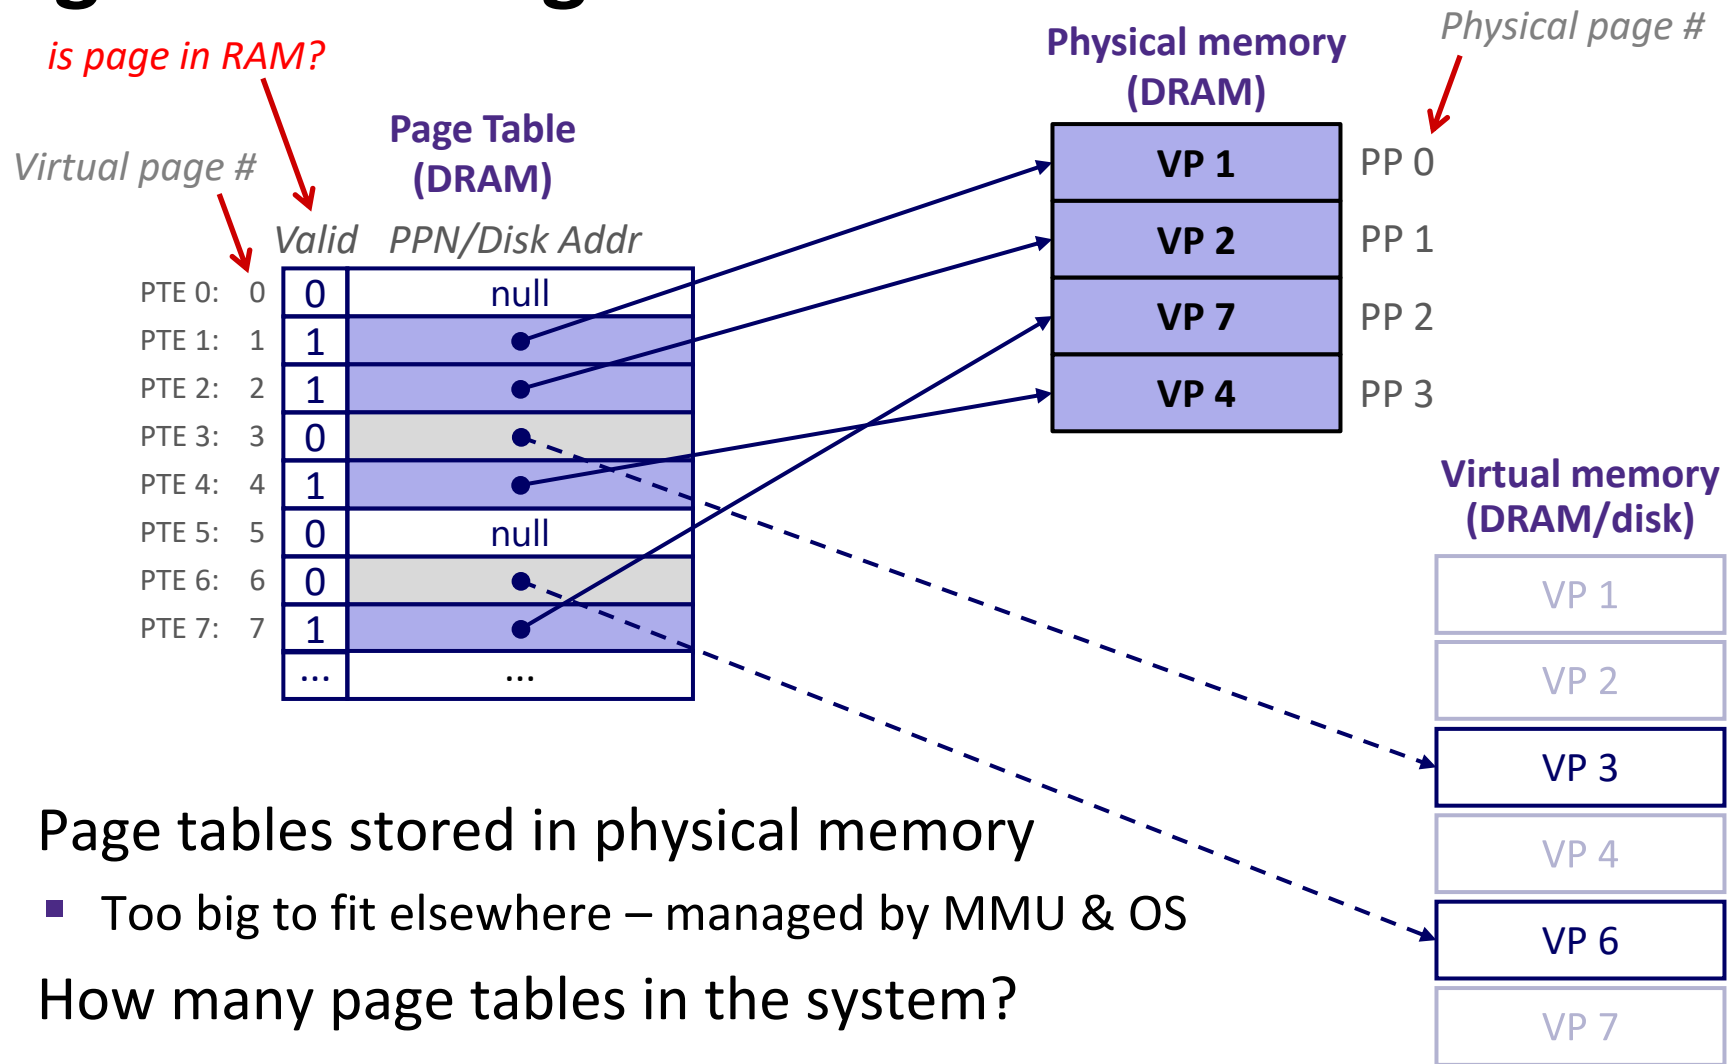 is page in RAM?
Physical page #
Physical memory
(DRAM)
Page Table
(DRAM)
Virtual page #
Valid PPN/Disk Addr
VP 1 PP 0
VP 2 PP 1
VP 7 PP 2
VP 4 PP 3
PTE 0: 0 0 null
PTE 1: 1 1
PTE 2: 2 1
PTE 3: 3 0
PTE 4: 4 1
PTE 5: 5 0 null
PTE 6: 6 0
PTE 7: 7 1
... ...
Virtual memory
(DRAM/disk)
VP 1
VP 2
VP 3
VP 4
VP 6
VP 7
Page tables stored in physical memory
▪ Too big to fit elsewhere – managed by MMU & OS
How many page tables in the system?